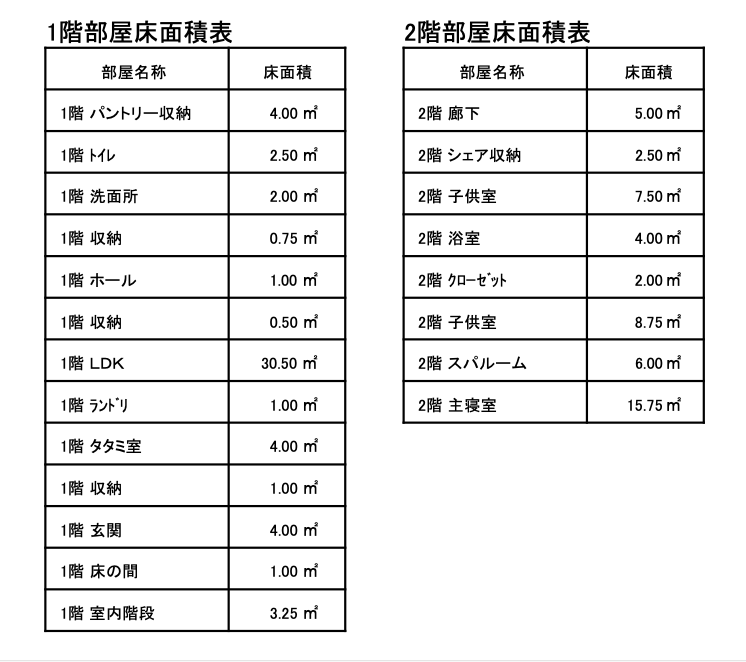 1階部屋床面積表
部屋名称 床面積
1階 パントリー収納 4.00 ㎡
1階 ﾄｲﾚ 2.50 ㎡
1階 洗面所 2.00 ㎡
1階 収納 0.75 ㎡
1階 ホール 1.00 ㎡
1階 収納 0.50 ㎡
1階 LDK 30.50 ㎡
1階 ﾗﾝﾄﾞﾘ 1.00 ㎡
1階 タタミ室 4.00 ㎡
1階 収納 1.00 ㎡
1階 玄関 4.00 ㎡
1階 床の間 1.00 ㎡
1階 室内階段 3.25 ㎡
2階部屋床面積表
部屋名称 床面積
2階 廊下 5.00 ㎡
2階 シェア収納 2.50 ㎡
2階 子供室 7.50 ㎡
2階 浴室 4.00 ㎡
2階 ｸﾛｰｾﾞｯﾄ 2.00 ㎡
2階 子供室 8.75 ㎡
2階 スパルーム 6.00 ㎡
2階 主寝室 15.75 ㎡